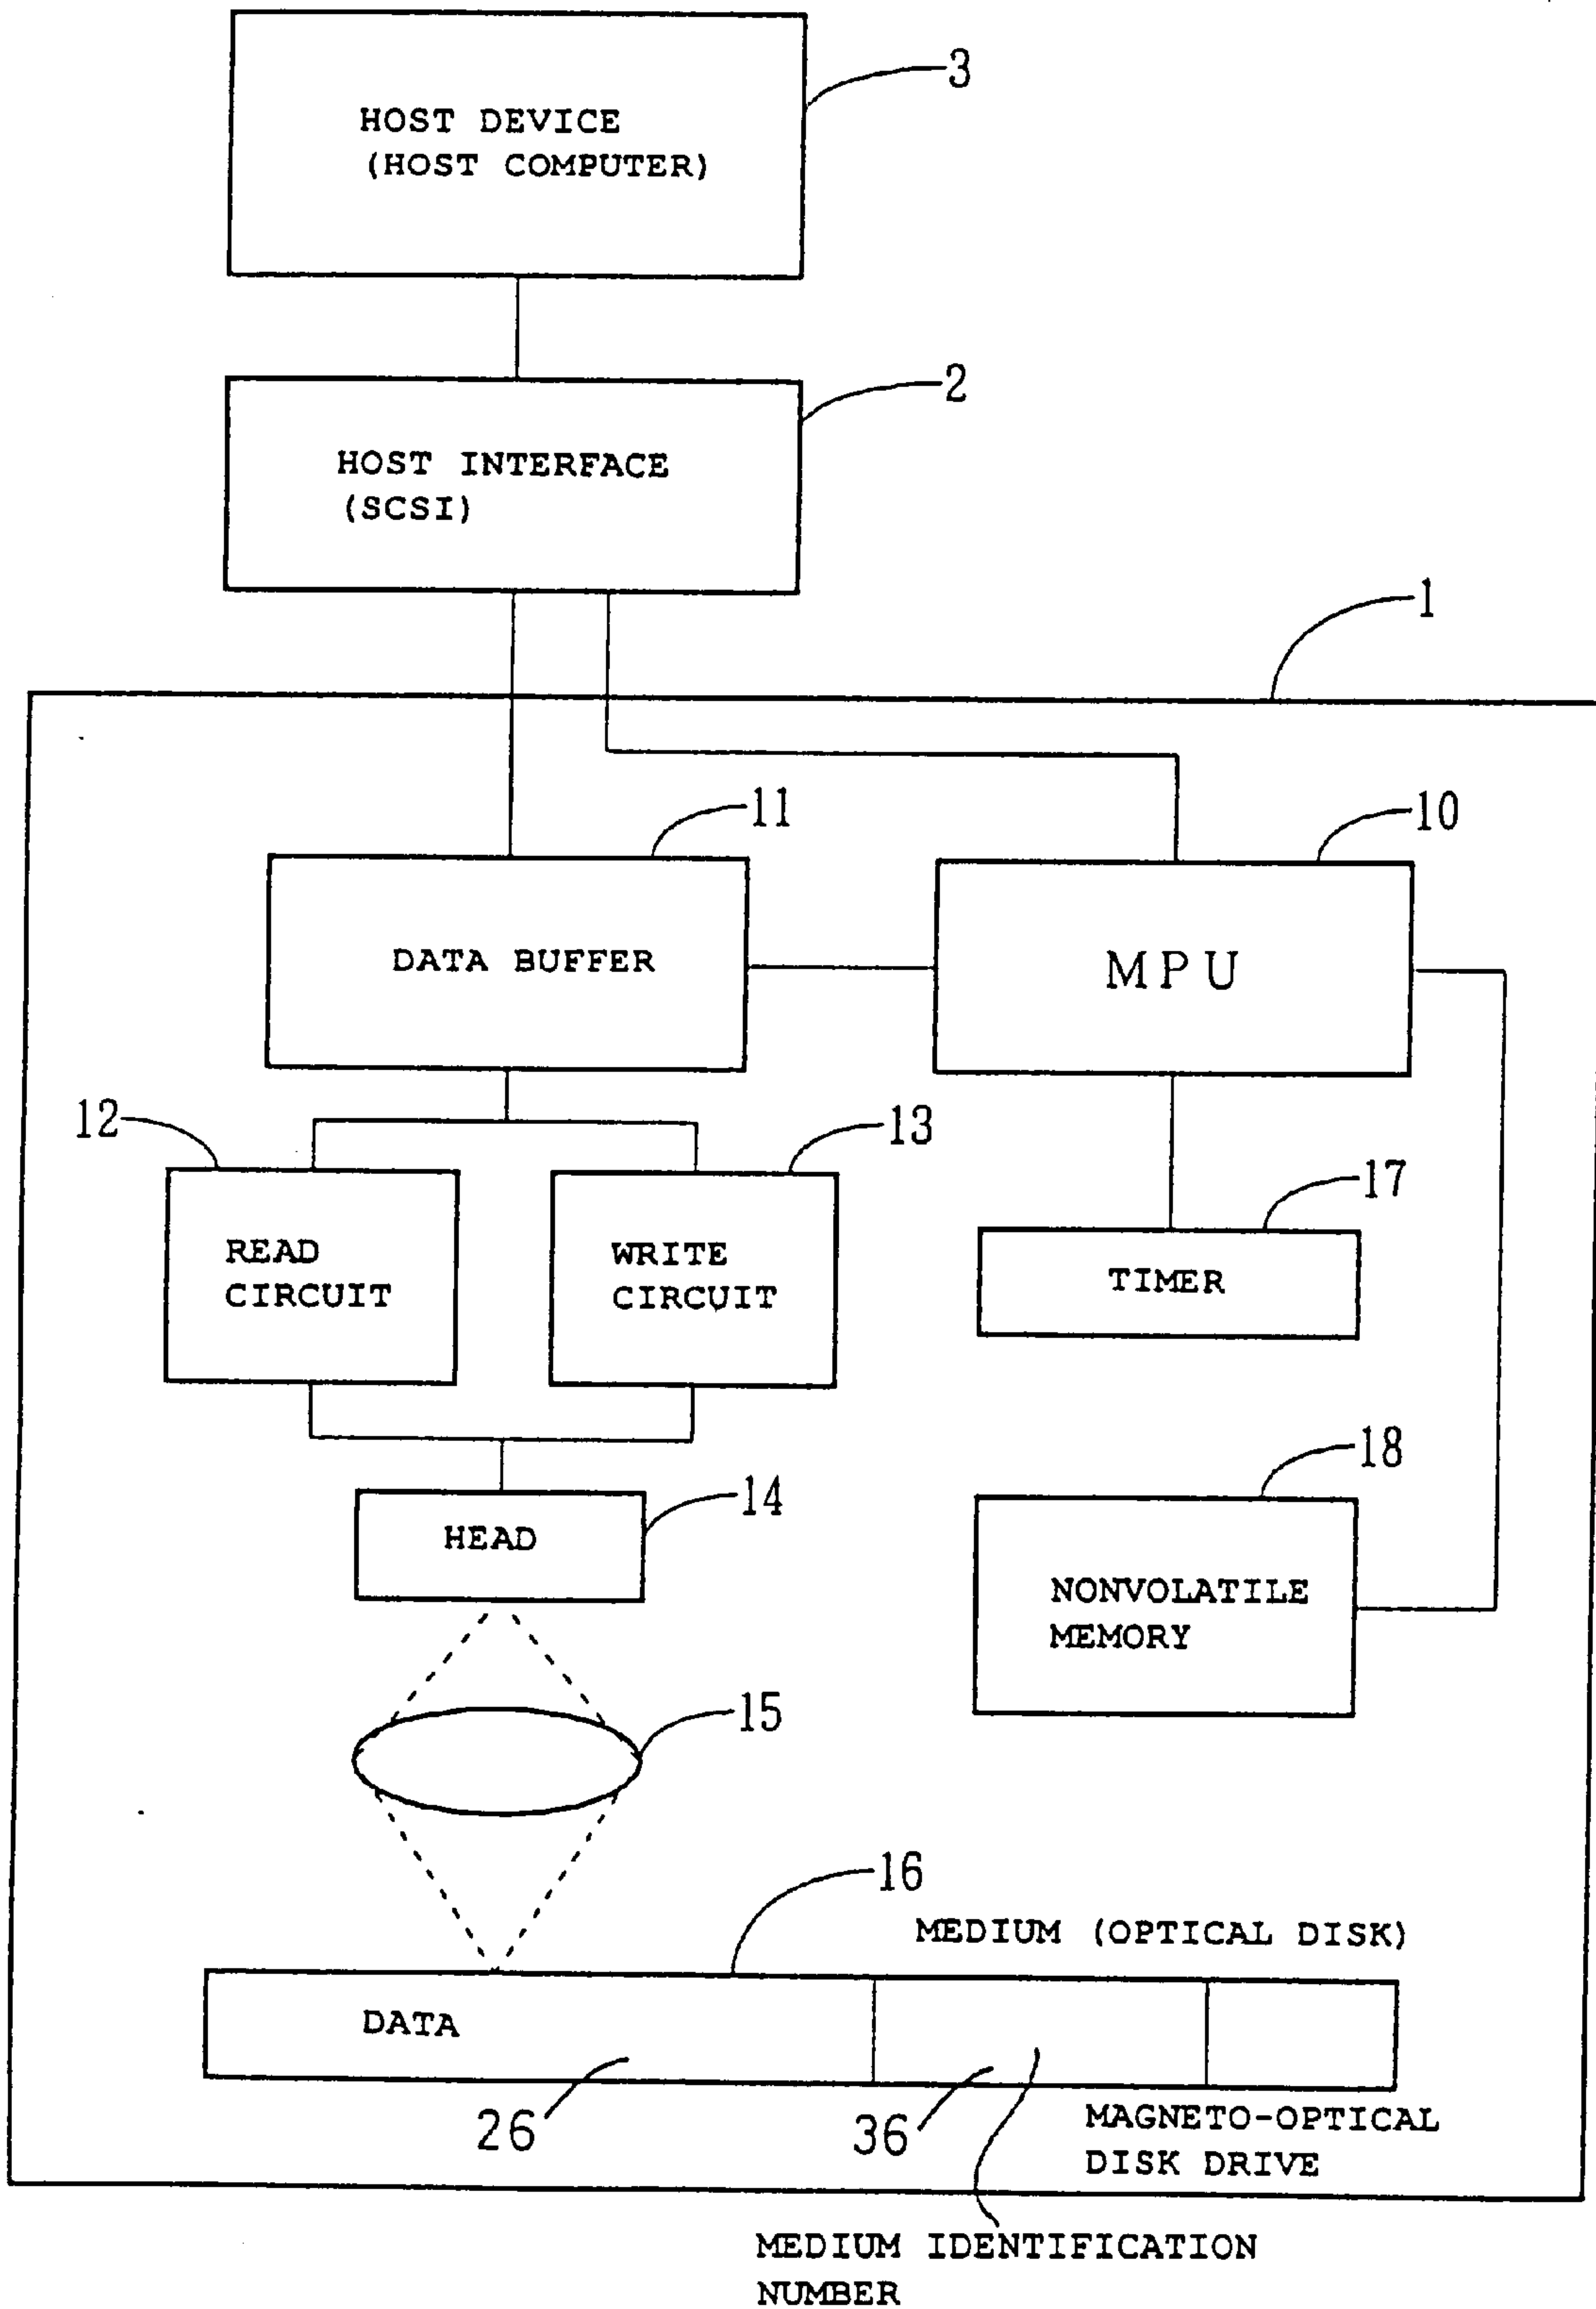 3
HOST DEVICE
(HOST COMPUTER)
2
HOST INTERFACE
(SCSI)
1
11
10
DATA BUFFER
MPU
12
13
17
READ
CIRCUIT
WRITE
CIRCUIT
TIMER
18
14
HEAD
NONVOLATILE
MEMORY
15
16
MEDIUM (OPTICAL DISK)
DATA
26
36
MAGNETO-OPTICAL
DISK DRIVE
MEDIUM IDENTIFICATION
NUMBER